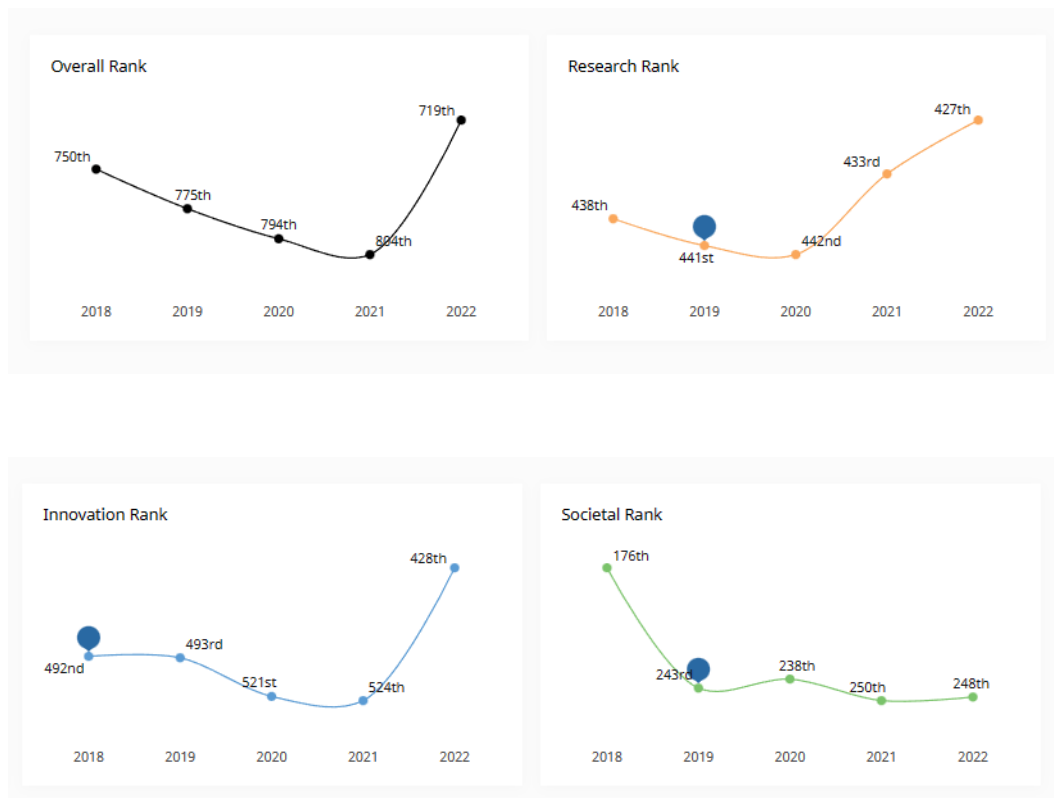 Overall Rank
750th
775th
794th
804th
719th
2018 2019 2020 2021 2022
Research Rank
438th
441st
442nd
433rd
427th
2018 2019 2020 2021 2022
Innovation Rank
492nd
493rd
521st
524th
428th
2018 2019 2020 2021 2022
Societal Rank
176th
243rd
238th
250th
248th
2018 2019 2020 2021 2022